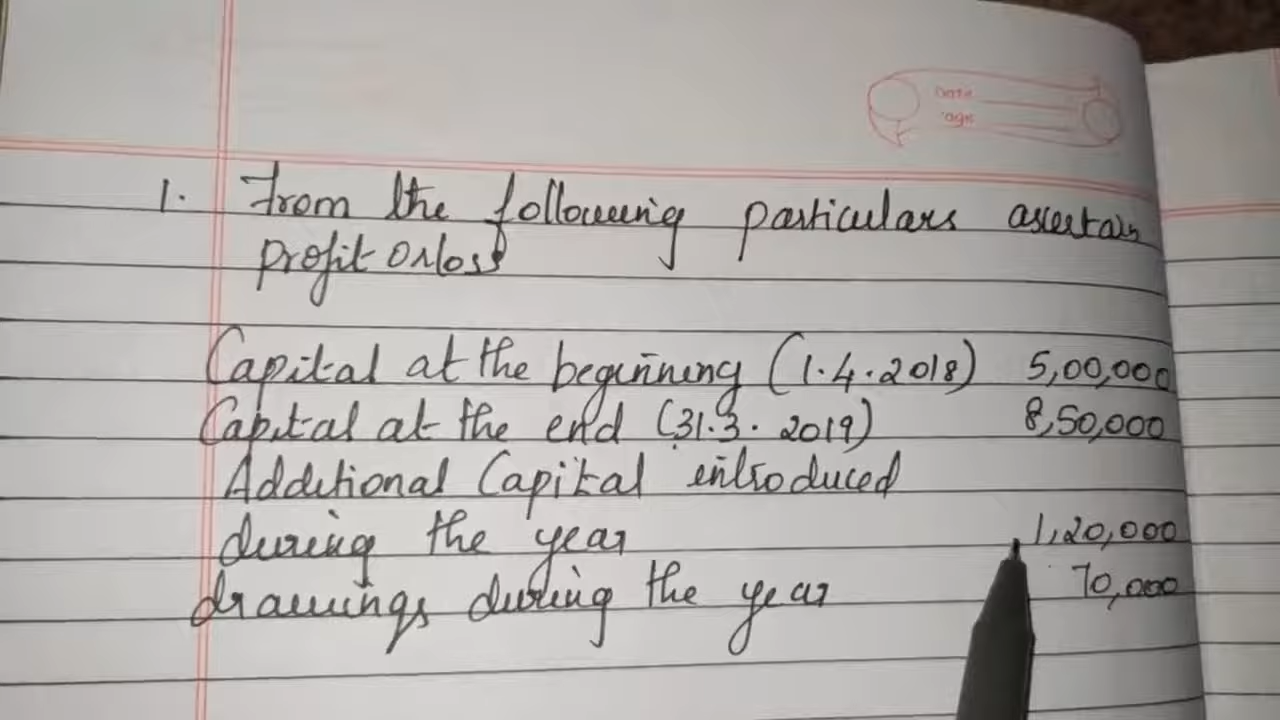 Date
Page
1. From the following particulars ascertain
profit or loss
Capital at the beginning (1.4.2018) 5,00,000
Capital at the end (31.3.2019) 8,50,000
Additional Capital introduced
during the year 1,20,000
drawings during the year 70,000